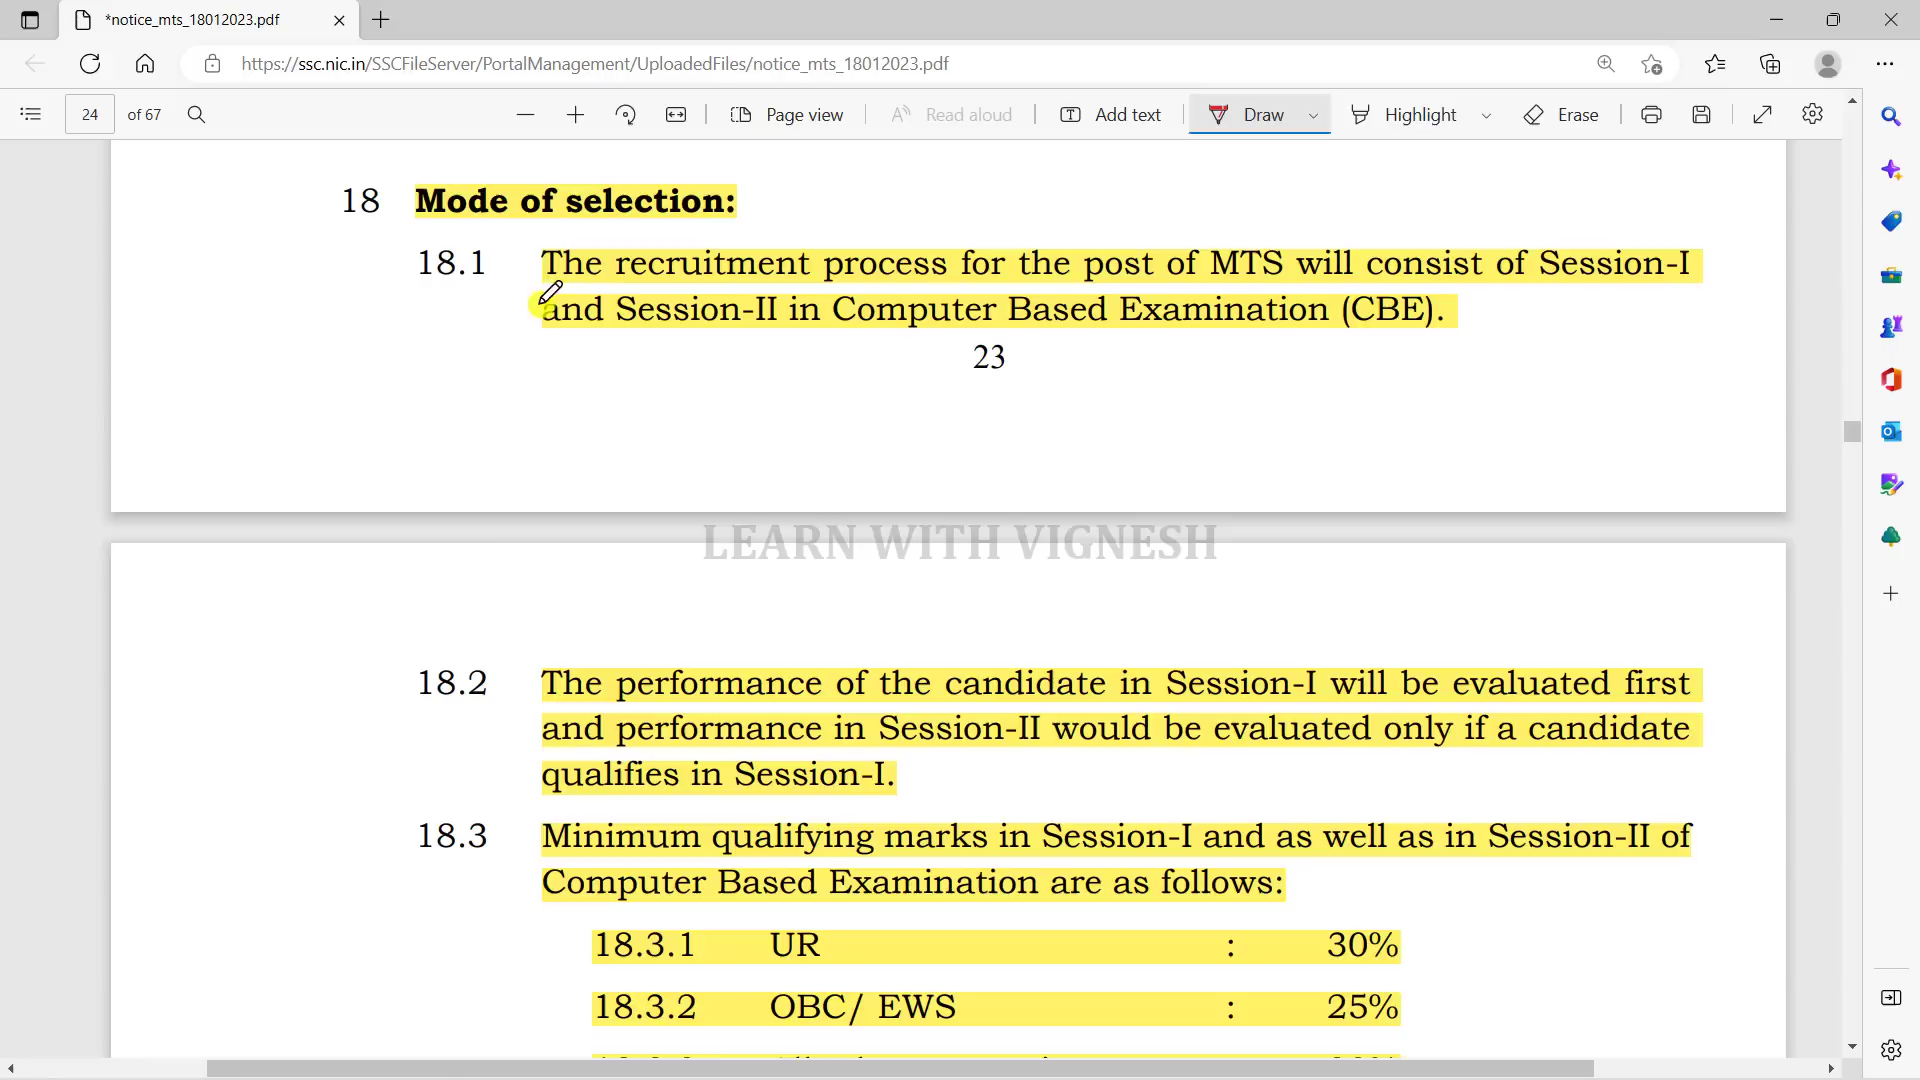 *notice_mts_18012023.pdf
https://ssc.nic.in/SSCFileServer/PortalManagement/UploadedFiles/notice_mts_18012023.pdf
24 of 67 Page view Read aloud Add text Draw Highlight Erase
18 Mode of selection:
18.1 The recruitment process for the post of MTS will consist of Session-I
and Session-II in Computer Based Examination (CBE).
23
LEARN WITH VIGNESH
18.2 The performance of the candidate in Session-I will be evaluated first
and performance in Session-II would be evaluated only if a candidate
qualifies in Session-I.
18.3 Minimum qualifying marks in Session-I and as well as in Session-II of
Computer Based Examination are as follows:
18.3.1 UR : 30%
18.3.2 OBC/ EWS : 25%